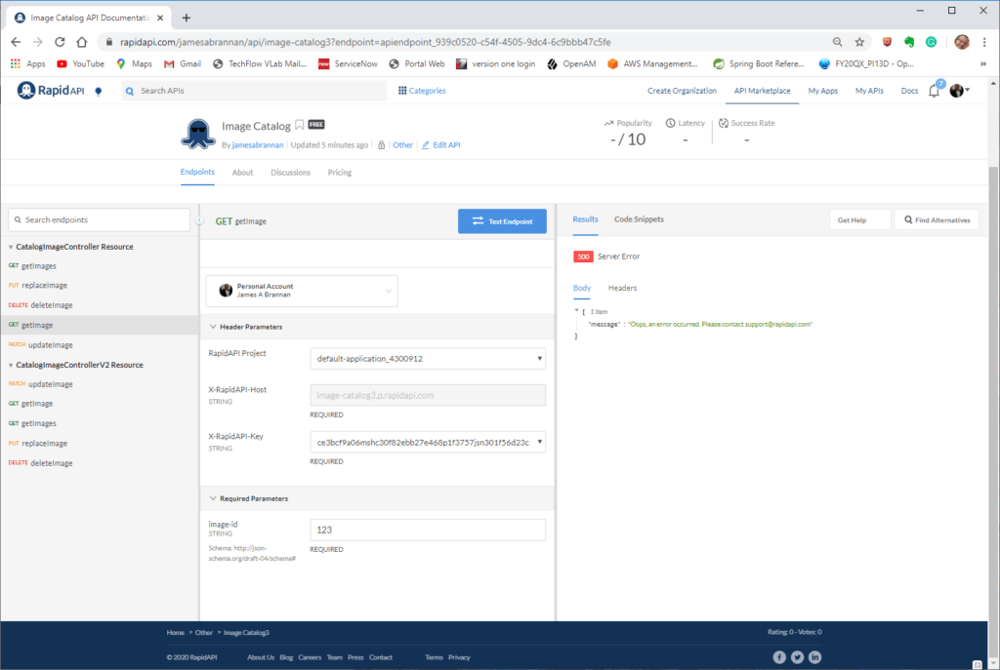 Image Catalog API Documentatio
rapidapi.com/jamesabrannan/api/image-catalog3?endpoint=apiendpoint_939c0520-c54f-4505-9dc4-6c9bbb47c5fe
Apps YouTube Maps Gmail TechFlow VLab Mail... ServiceNow Portal Web version one login OpenAM AWS Management... Spring Boot Refere... FY20QX_PI13D - Op... »
Rapid API Search APIs Categories Create Organization API Marketplace My Apps My APIs Docs 7
Image Catalog FREE
By jamesabrannan Updated 5 minutes ago Other Edit API
Popularity Latency Success Rate
- / 10 - -
Endpoints About Discussions Pricing
Search endpoints
CatalogImageController Resource
GET getImages
PUT replaceImage
DELETE deleteImage
GET getImage
PATCH updateImage
CatalogImageControllerV2 Resource
PATCH updateImage
GET getImage
GET getImages
PUT replaceImage
DELETE deleteImage
GET getImage Test Endpoint
Personal Account
James A Brannan
Header Parameters
RapidAPI Project default-application_4300912
X-RapidAPI-Host
STRING
image-catalog3.p.rapidapi.com
REQUIRED
X-RapidAPI-Key
STRING
ce3bcf9a06mshc30f82ebb27e468p1f3757jsn301f56d23c
REQUIRED
Required Parameters
image-id
STRING
123
Schema: http://json-
schema.org/draft-04/schema#
REQUIRED
Results Code Snippets Get Help Find Alternatives
500 Server Error
Body Headers
[ 1 item
"message" : "Oops, an error occurred. Please contact support@rapidapi.com"
]
Home > Other > Image Catalog3 Rating: 0 - Votes: 0
© 2020 RapidAPI About Us Blog Careers Team Press Contact Terms Privacy